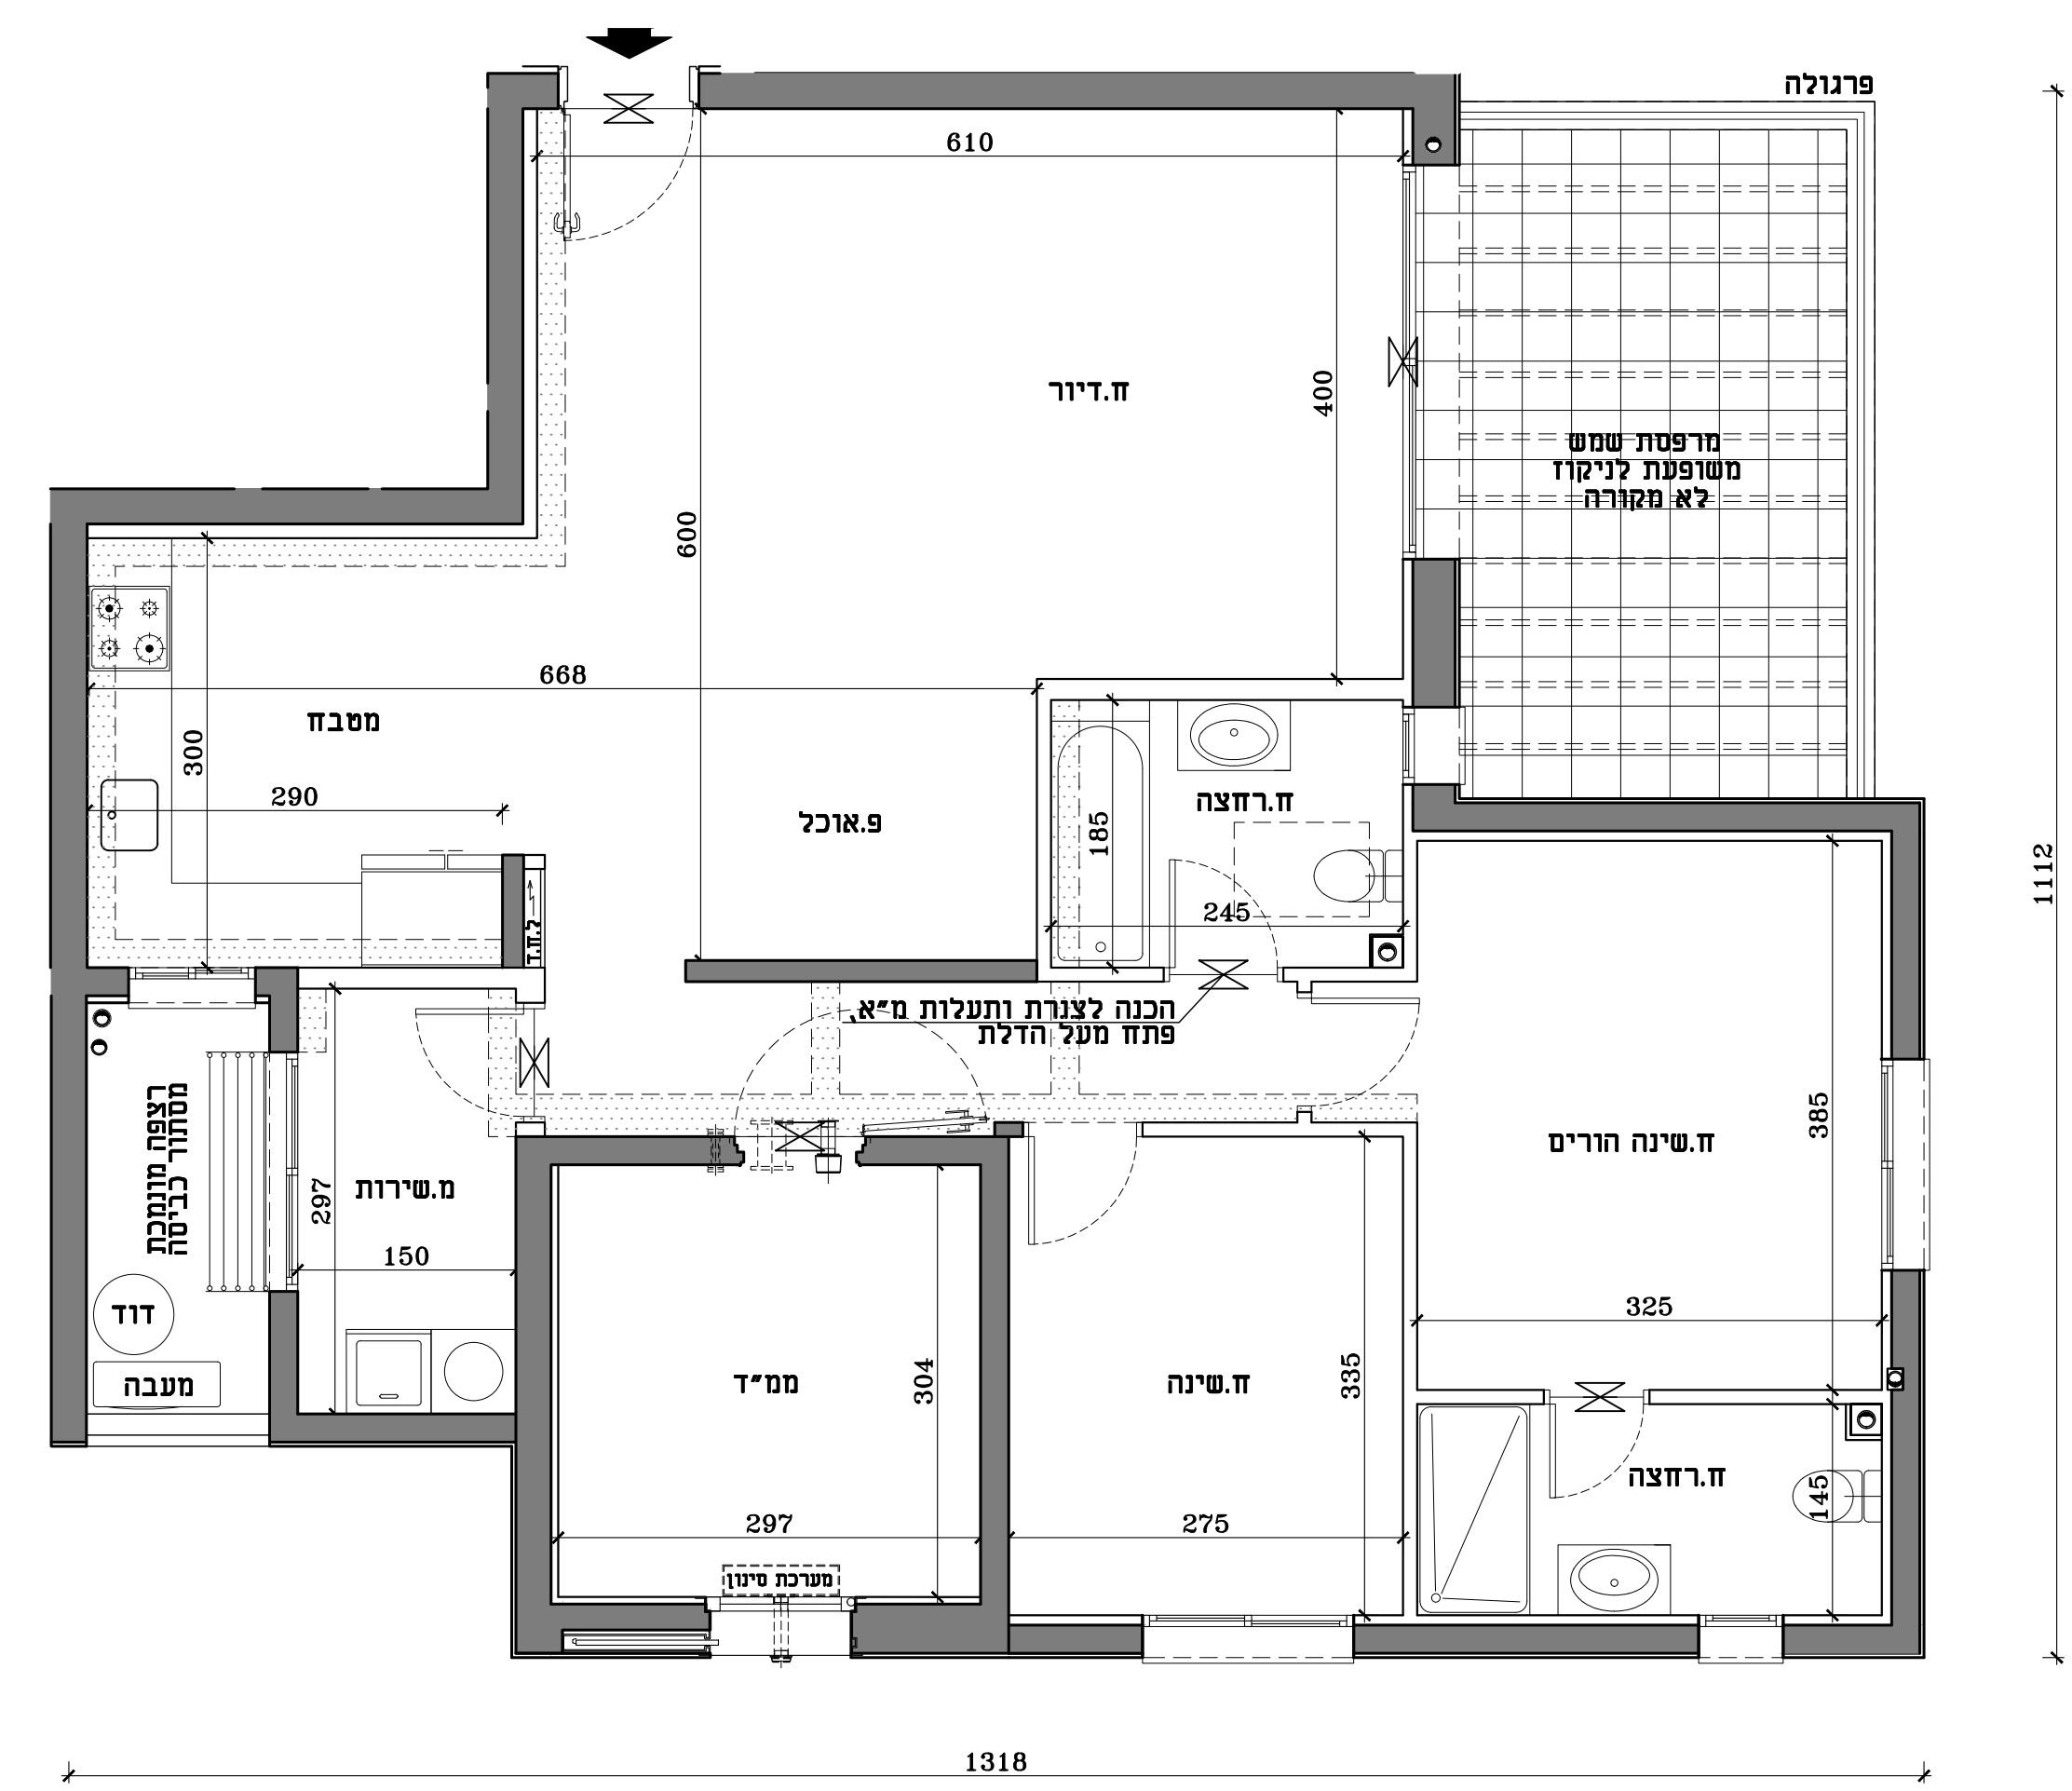 פרגולה
610
ח.דיור
400
מרפסת שמש
משופעת לניקוז
לא מקורה
600
668
מטבח
300
290
פ.אוכל
ח.רחצה
185
245
1112
ל.ח.ד
הכנה לצנרת ותעלות מ״א,
פתח מעל הדלת
385
ח.שינה הורים
מסתור כביסה
רצפה מונמכת
מ.שירות
297
150
325
דוד
מעבה
ממ״ד
304
ח.שינה
335
ח.רחצה
145
297
275
מערכת סינון
1318